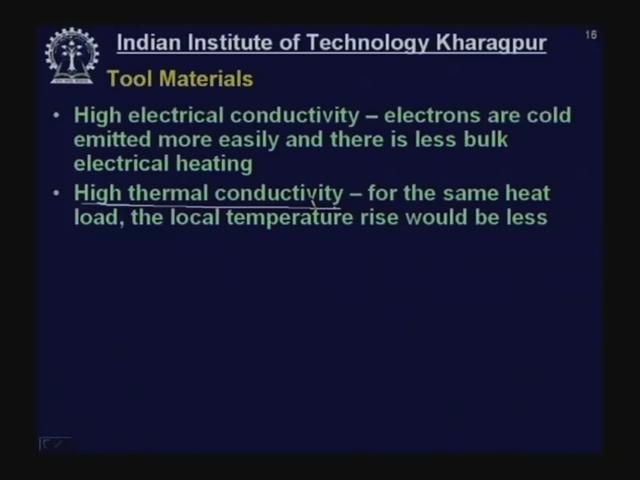 16
Indian Institute of Technology Kharagpur
Tool Materials
• High electrical conductivity – electrons are cold
emitted more easily and there is less bulk
electrical heating
• High thermal conductivity – for the same heat
load, the local temperature rise would be less